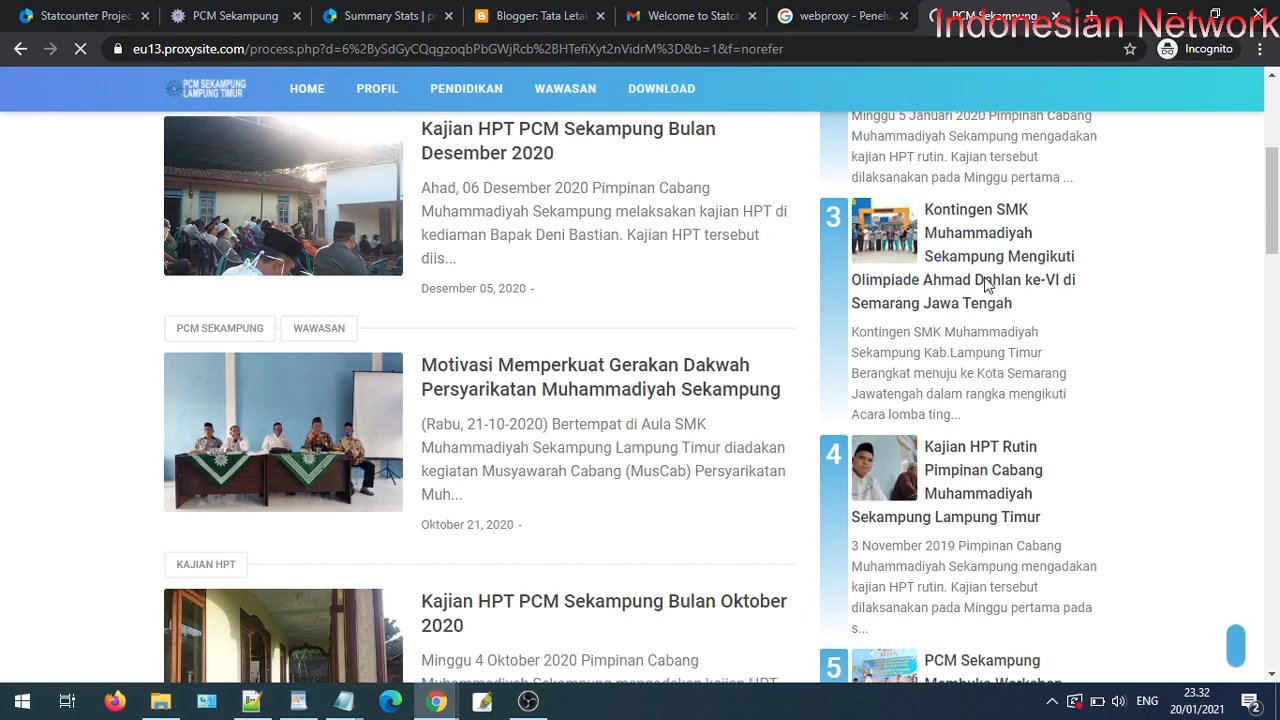 Statcounter Projec
PCM Sekampung
Summary Stats | p
Blogger: Tata Letak
Welcome to Statco
webproxy - Penelu
PCM Sekampung
Indonesian Network
eu13.proxysite.com/process.php?d=6%2BySdGyCQqgzoqbPbGWjRcb%2BHTefiXyt2nVidrM%3D&b=1&f=norefer
Incognito
PCM SEKAMPUNG
LAMPUNG TIMUR
HOME PROFIL PENDIDIKAN WAWASAN DOWNLOAD
Kajian HPT PCM Sekampung Bulan
Desember 2020
Ahad, 06 Desember 2020 Pimpinan Cabang
Muhammadiyah Sekampung melaksakan kajian HPT di
kediaman Bapak Deni Bastian. Kajian HPT tersebut
diis...
Desember 05, 2020 -
PCM SEKAMPUNG WAWASAN
Motivasi Memperkuat Gerakan Dakwah
Persyarikatan Muhammadiyah Sekampung
(Rabu, 21-10-2020) Bertempat di Aula SMK
Muhammadiyah Sekampung Lampung Timur diadakan
kegiatan Musyawarah Cabang (MusCab) Persyarikatan
Muh...
Oktober 21, 2020 -
KAJIAN HPT
Kajian HPT PCM Sekampung Bulan Oktober
2020
Minggu 4 Oktober 2020 Pimpinan Cabang
Muhammadiyah Sekampung mengadakan kajian HPT
Minggu 5 Januari 2020 Pimpinan Cabang
Muhammadiyah Sekampung mengadakan
kajian HPT rutin. Kajian tersebut
dilaksanakan pada Minggu pertama ...
3
Kontingen SMK
Muhammadiyah
Sekampung Mengikuti
Olimpiade Ahmad Dahlan ke-VI di
Semarang Jawa Tengah
Kontingen SMK Muhammadiyah
Sekampung Kab.Lampung Timur
Berangkat menuju ke Kota Semarang
Jawatengah dalam rangka mengikuti
Acara lomba ting...
4
Kajian HPT Rutin
Pimpinan Cabang
Muhammadiyah
Sekampung Lampung Timur
3 November 2019 Pimpinan Cabang
Muhammadiyah Sekampung mengadakan
kajian HPT rutin. Kajian tersebut
dilaksanakan pada Minggu pertama pada
s...
5
PCM Sekampung
Membuka Workshop
ENG
23.32
20/01/2021
2